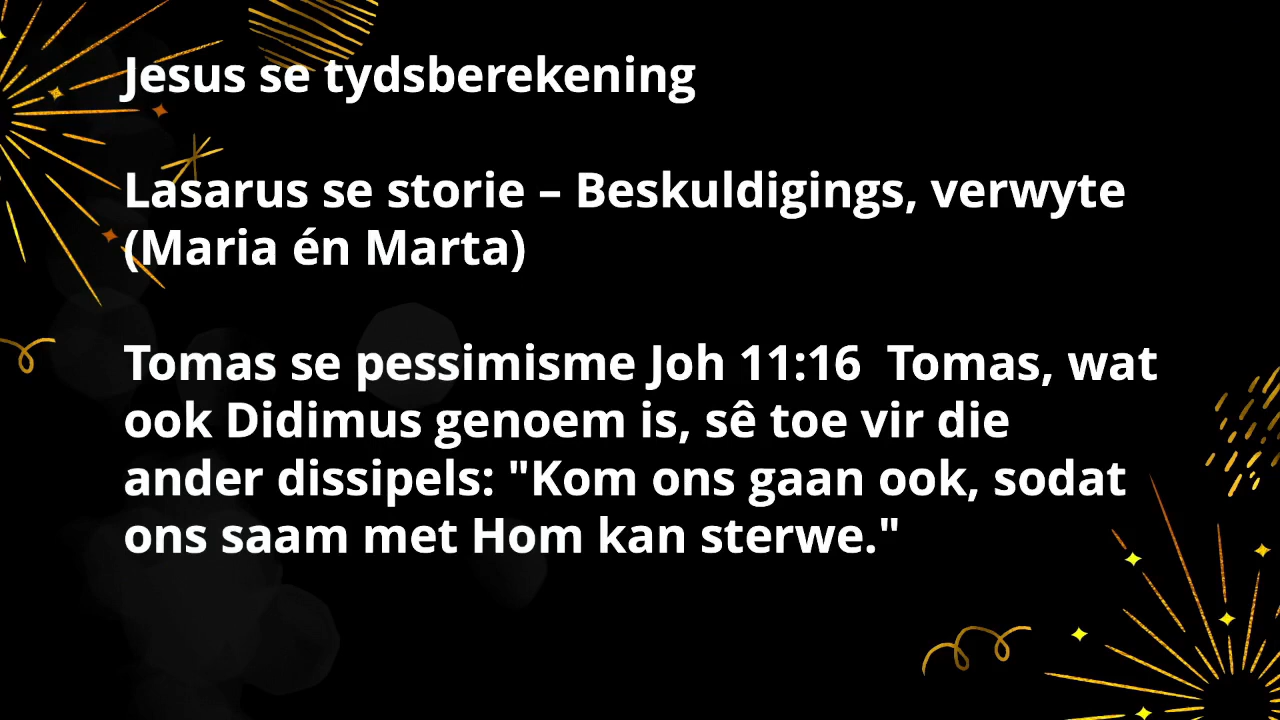 Jesus se tydsberekening
Lasarus se storie – Beskuldigings, verwyte
(Maria én Marta)
Tomas se pessimisme Joh 11:16  Tomas, wat
ook Didimus genoem is, sê toe vir die
ander dissipels: "Kom ons gaan ook, sodat
ons saam met Hom kan sterwe."